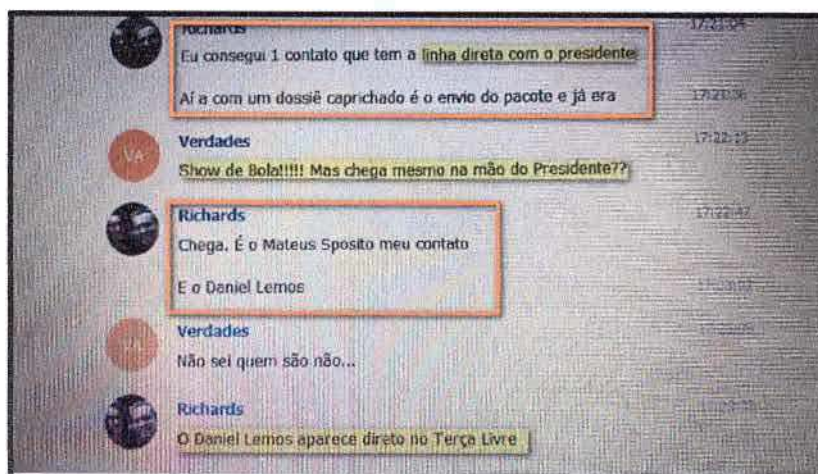 Richards 17:21:04
Eu consegui 1 contato que tem a linha direta com o presidente
Aí a com um dossiê caprichado é o envio do pacote e já era 17:21:36
VA
Verdades 17:22:13
Show de Bola!!!!! Mas chega mesmo na mão do Presidente??
Richards 17:22:47
Chega. É o Mateus Sposito meu contato
E o Daniel Lemos
Verdades
Não sei quem são não...
Richards
O Daniel Lemos aparece direto no Terça Livre